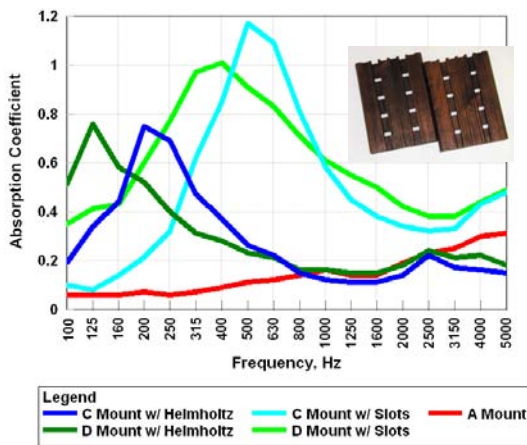 1.2
1
0.8
0.6
0.4
0.2
0
Absorption Coefficient
100 125 160 200 250 315 400 500 630 800 1000 1250 1600 2000 2500 3150 4000 5000
Frequency, Hz
Legend
C Mount w/ Helmholtz C Mount w/ Slots A Mount
D Mount w/ Helmholtz D Mount w/ Slots